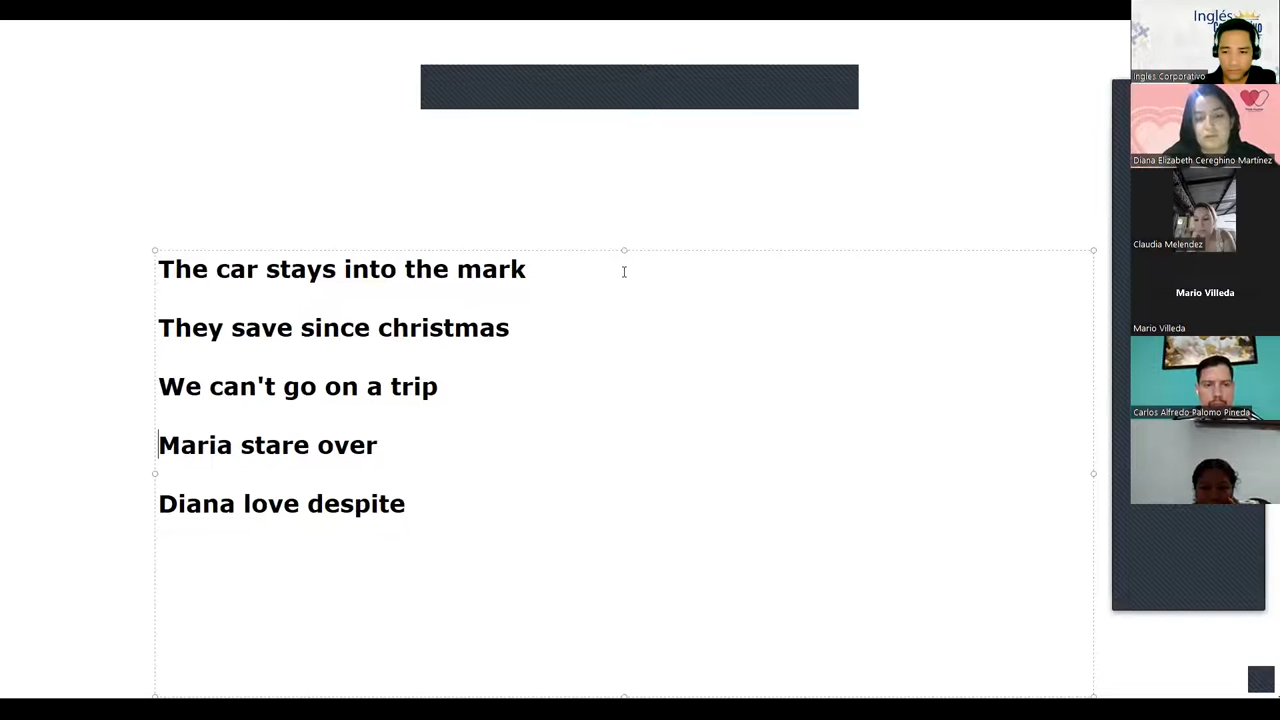 The car stays into the mark
They save since christmas
We can't go on a trip
Maria stare over
Diana love despite
Inglés
Ingles Corporativo
Diana Elizabeth Cereghino Martínez
Claudia Melendez
Mario Villeda
Mario Villeda
Carlos Alfredo Palomo Pineda